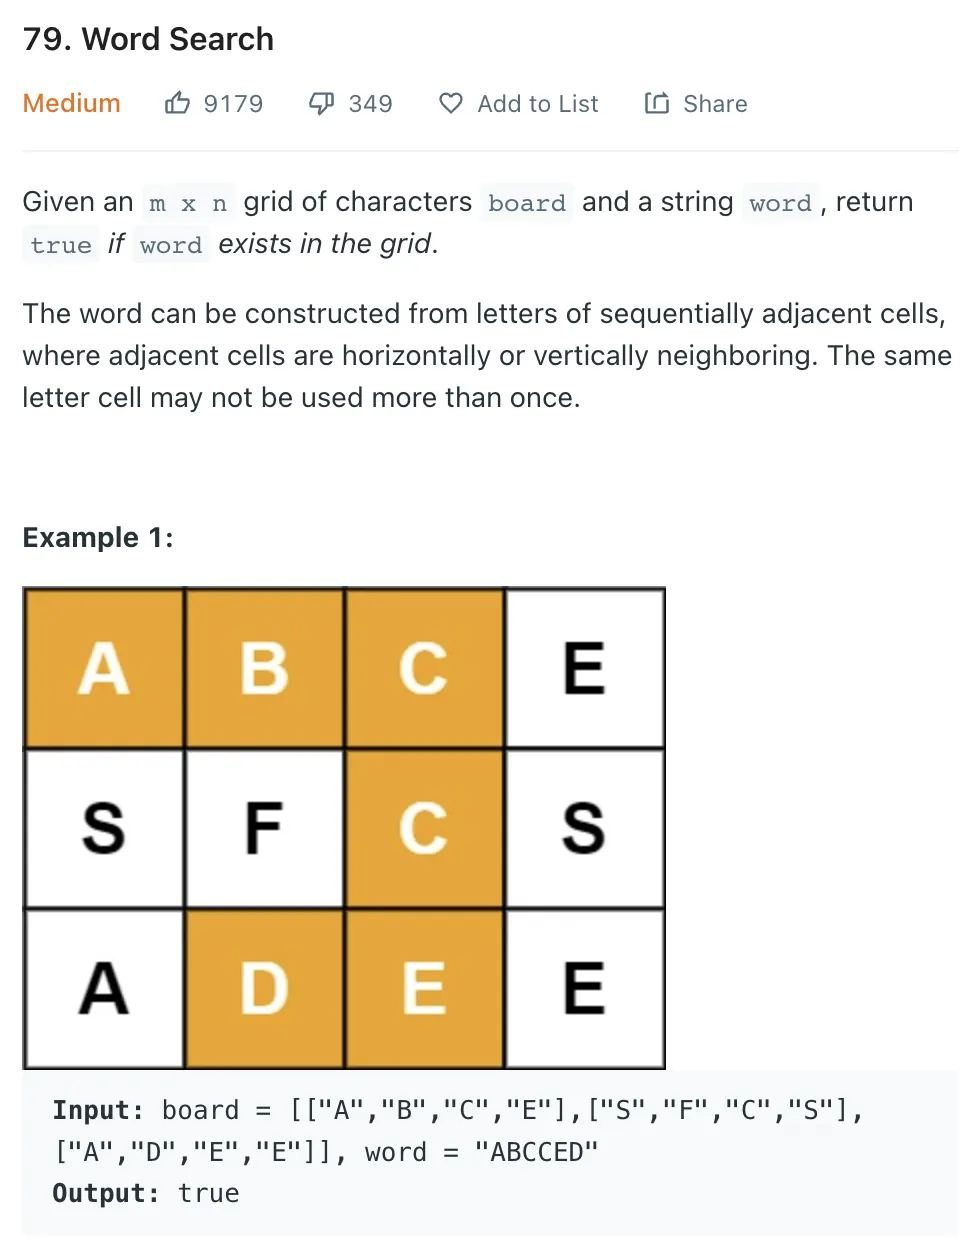 79. Word Search
Medium 9179 349 Add to List Share
Given an m x n grid of characters board and a string word , return
true if word exists in the grid.
The word can be constructed from letters of sequentially adjacent cells,
where adjacent cells are horizontally or vertically neighboring. The same
letter cell may not be used more than once.
Example 1:
A B C E
S F C S
A D E E
Input: board = [["A","B","C","E"],["S","F","C","S"],
["A","D","E","E"]], word = "ABCCED"
Output: true